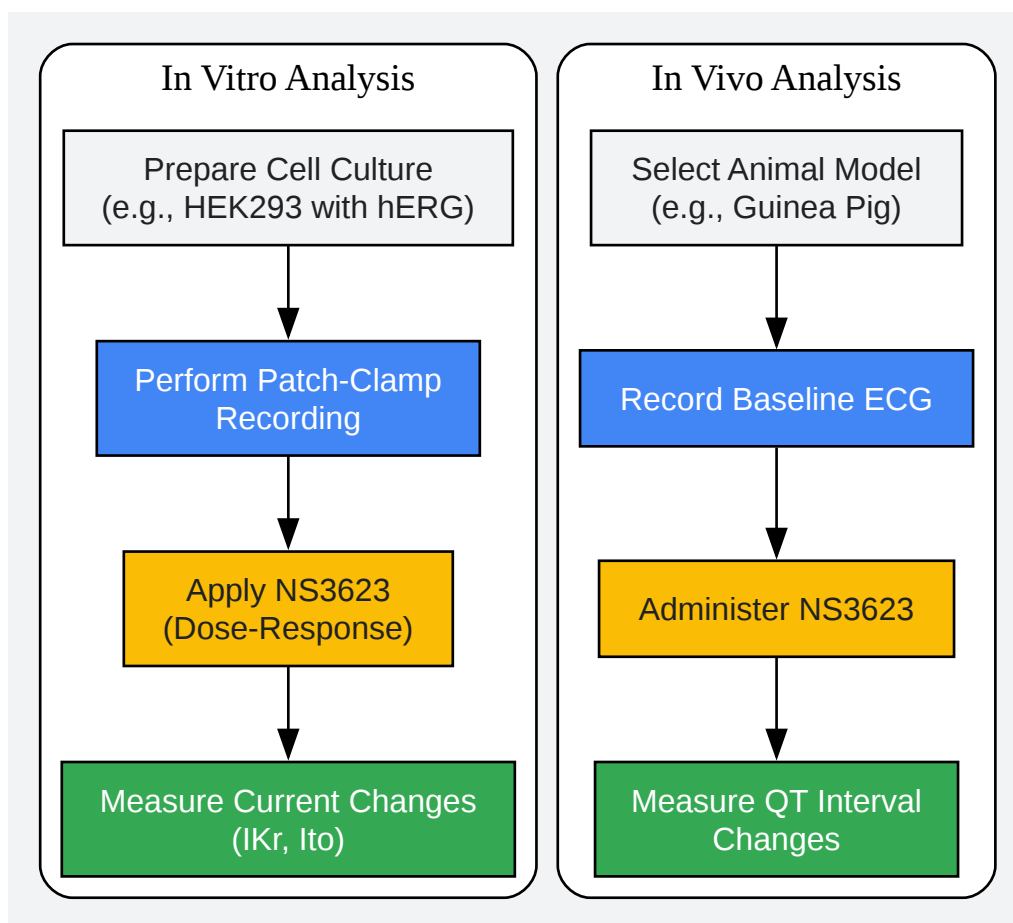 In Vitro Analysis
Prepare Cell Culture
(e.g., HEK293 with hERG)
Perform Patch-Clamp
Recording
Apply NS3623
(Dose-Response)
Measure Current Changes
(IKr, Ito)
In Vivo Analysis
Select Animal Model
(e.g., Guinea Pig)
Record Baseline ECG
Administer NS3623
Measure QT Interval
Changes